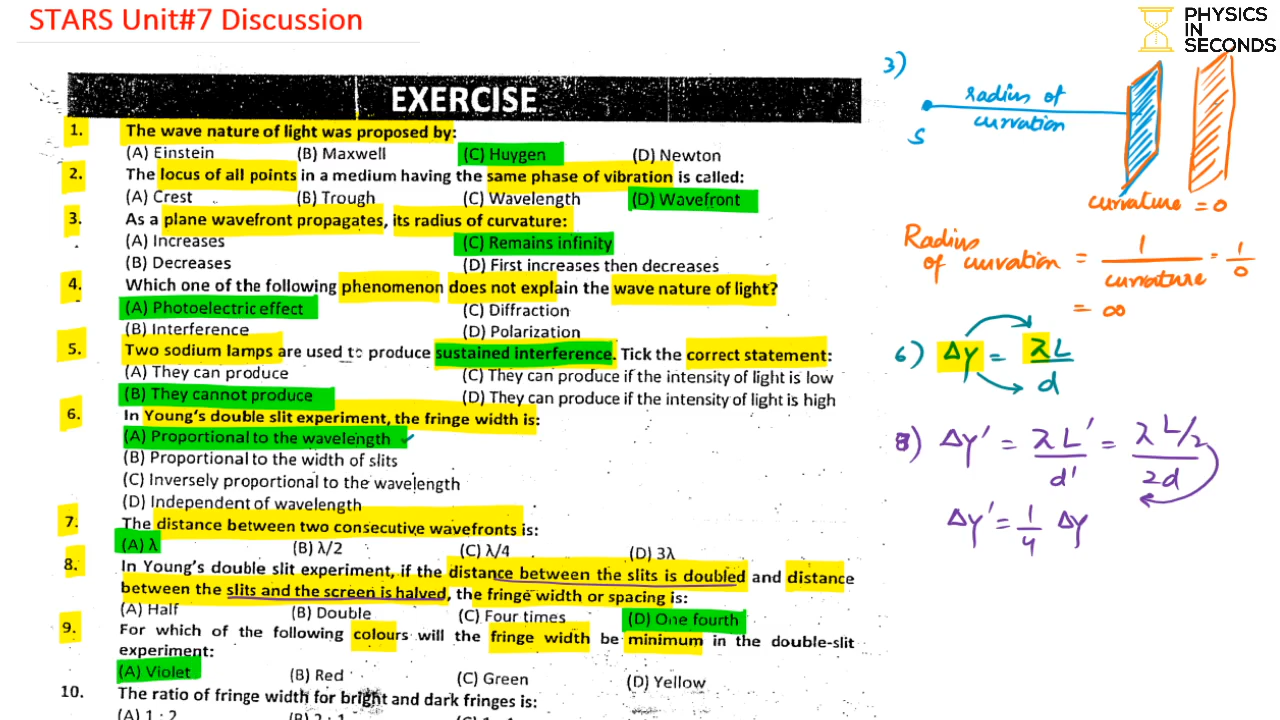 STARS Unit#7 Discussion
PHYSICS
IN
SECONDS
EXERCISE
1. The wave nature of light was proposed by:
(A) Einstein (B) Maxwell (C) Huygen (D) Newton
2. The locus of all points in a medium having the same phase of vibration is called:
(A) Crest (B) Trough (C) Wavelength (D) Wavefront
3. As a plane wavefront propagates, its radius of curvature:
(A) Increases (C) Remains infinity
(B) Decreases (D) First increases then decreases
4. Which one of the following phenomenon does not explain the wave nature of light?
(A) Photoelectric effect (C) Diffraction
(B) Interference (D) Polarization
5. Two sodium lamps are used to produce sustained interference. Tick the correct statement:
(A) They can produce (C) They can produce if the intensity of light is low
(B) They cannot produce (D) They can produce if the intensity of light is high
6. In Young's double slit experiment, the fringe width is:
(A) Proportional to the wavelength
(B) Proportional to the width of slits
(C) Inversely proportional to the wavelength
(D) Independent of wavelength
7. The distance between two consecutive wavefronts is:
(A) λ (B) λ/2 (C) λ/4 (D) 3λ
8. In Young's double slit experiment, if the distance between the slits is doubled and distance
between the slits and the screen is halved, the fringe width or spacing is:
(A) Half (B) Double (C) Four times (D) One fourth
9. For which of the following colours will the fringe width be minimum in the double-slit
experiment:
(A) Violet (B) Red (C) Green (D) Yellow
10. The ratio of fringe width for bright and dark fringes is:
(A) 1 : 2 (B) 2 : 1
3)
radius of
curvation
S
curvature = 0
Radius
of curvation = 1/curvature = 1/0
= ∞
6) ΔY = λL/d
8) ΔY' = λL'/d' = λL/2/2d
ΔY' = 1/4 ΔY